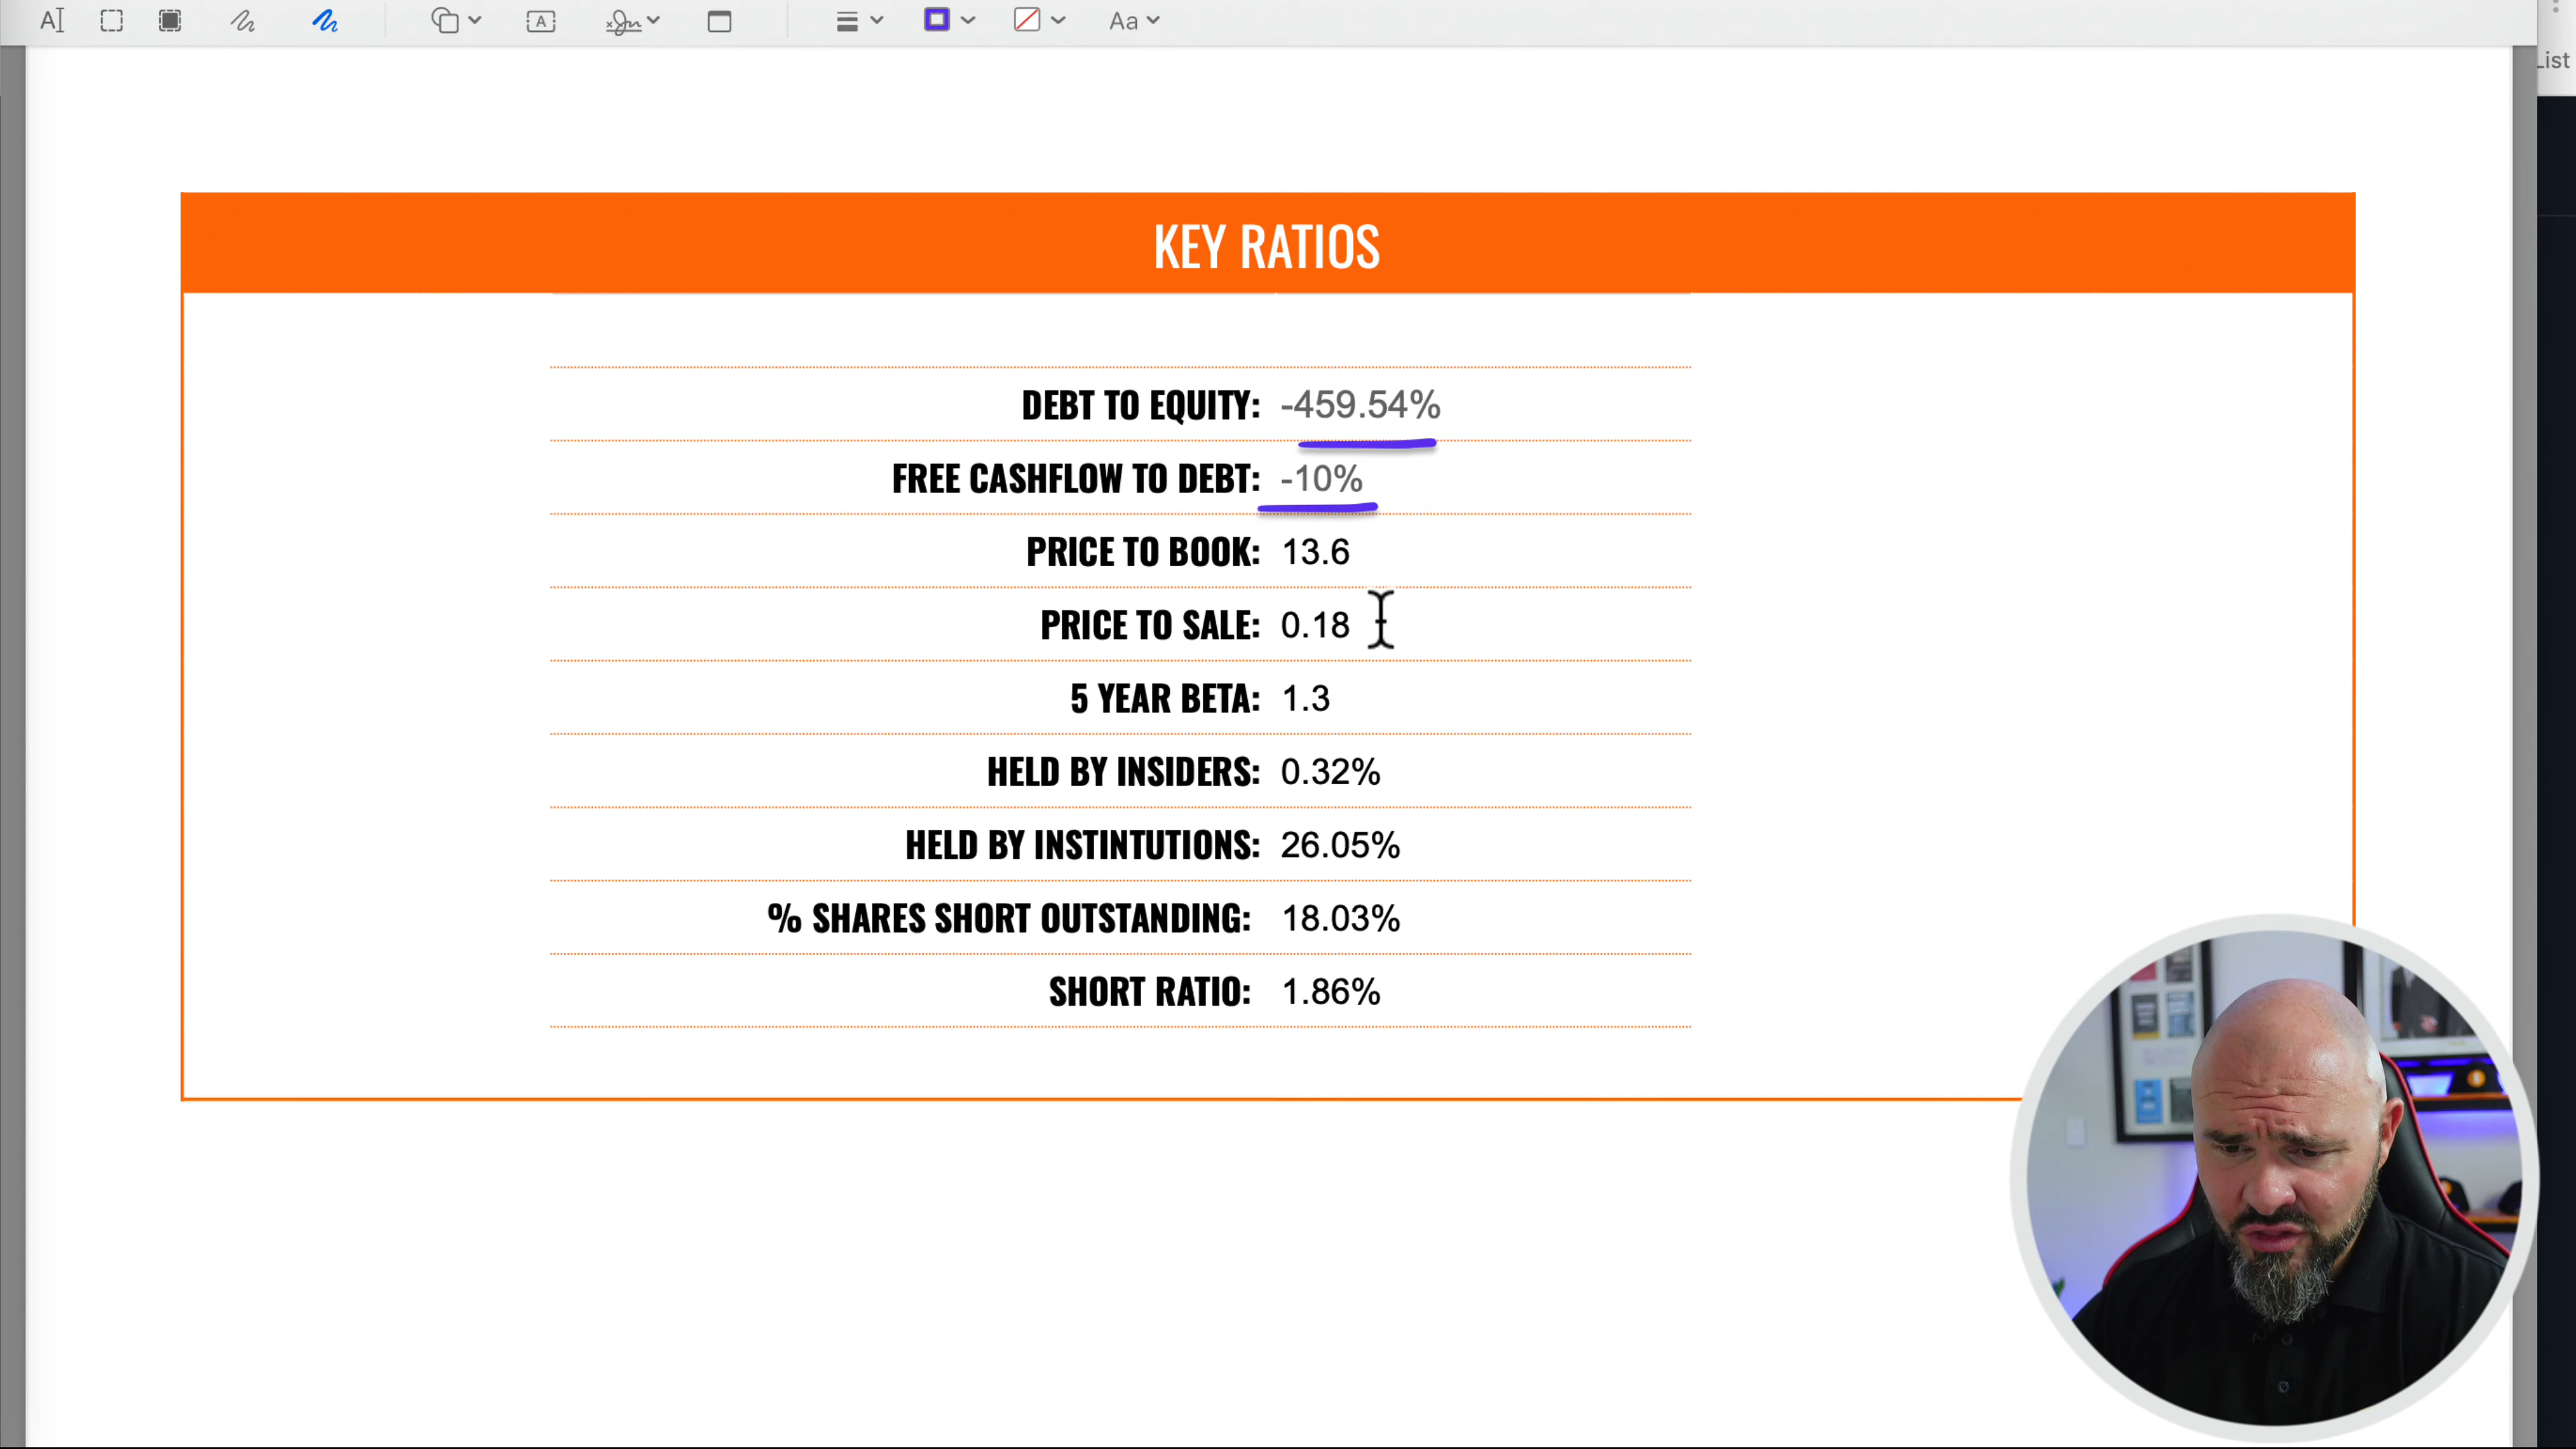 List
Aa
KEY RATIOS
DEBT TO EQUITY: -459.54%
FREE CASHFLOW TO DEBT: -10%
PRICE TO BOOK: 13.6
PRICE TO SALE: 0.18
5 YEAR BETA: 1.3
HELD BY INSIDERS: 0.32%
HELD BY INSTINTUTIONS: 26.05%
% SHARES SHORT OUTSTANDING: 18.03%
SHORT RATIO: 1.86%